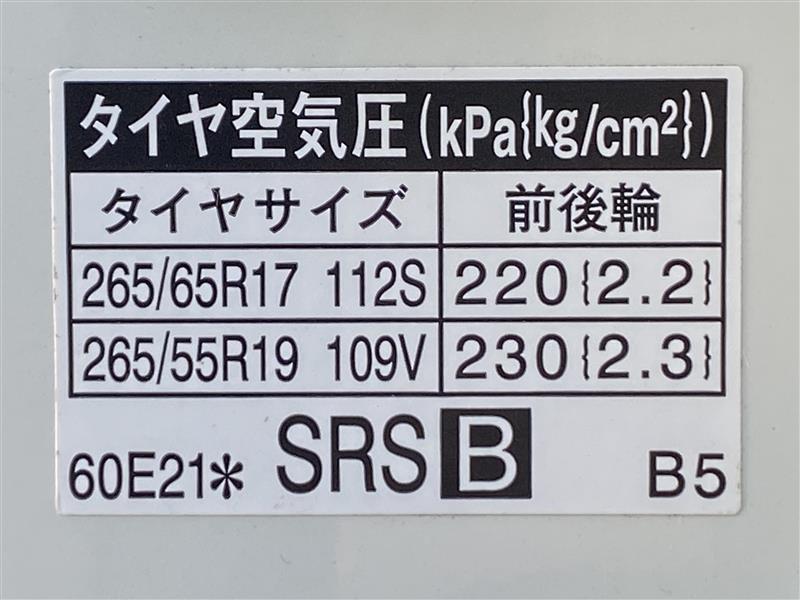 タイヤ空気圧(kPa{kg/cm²})
タイヤサイズ 前後輪
265/65R17 112S 220{2.2}
265/55R19 109V 230{2.3}
60E21* SRS B B5